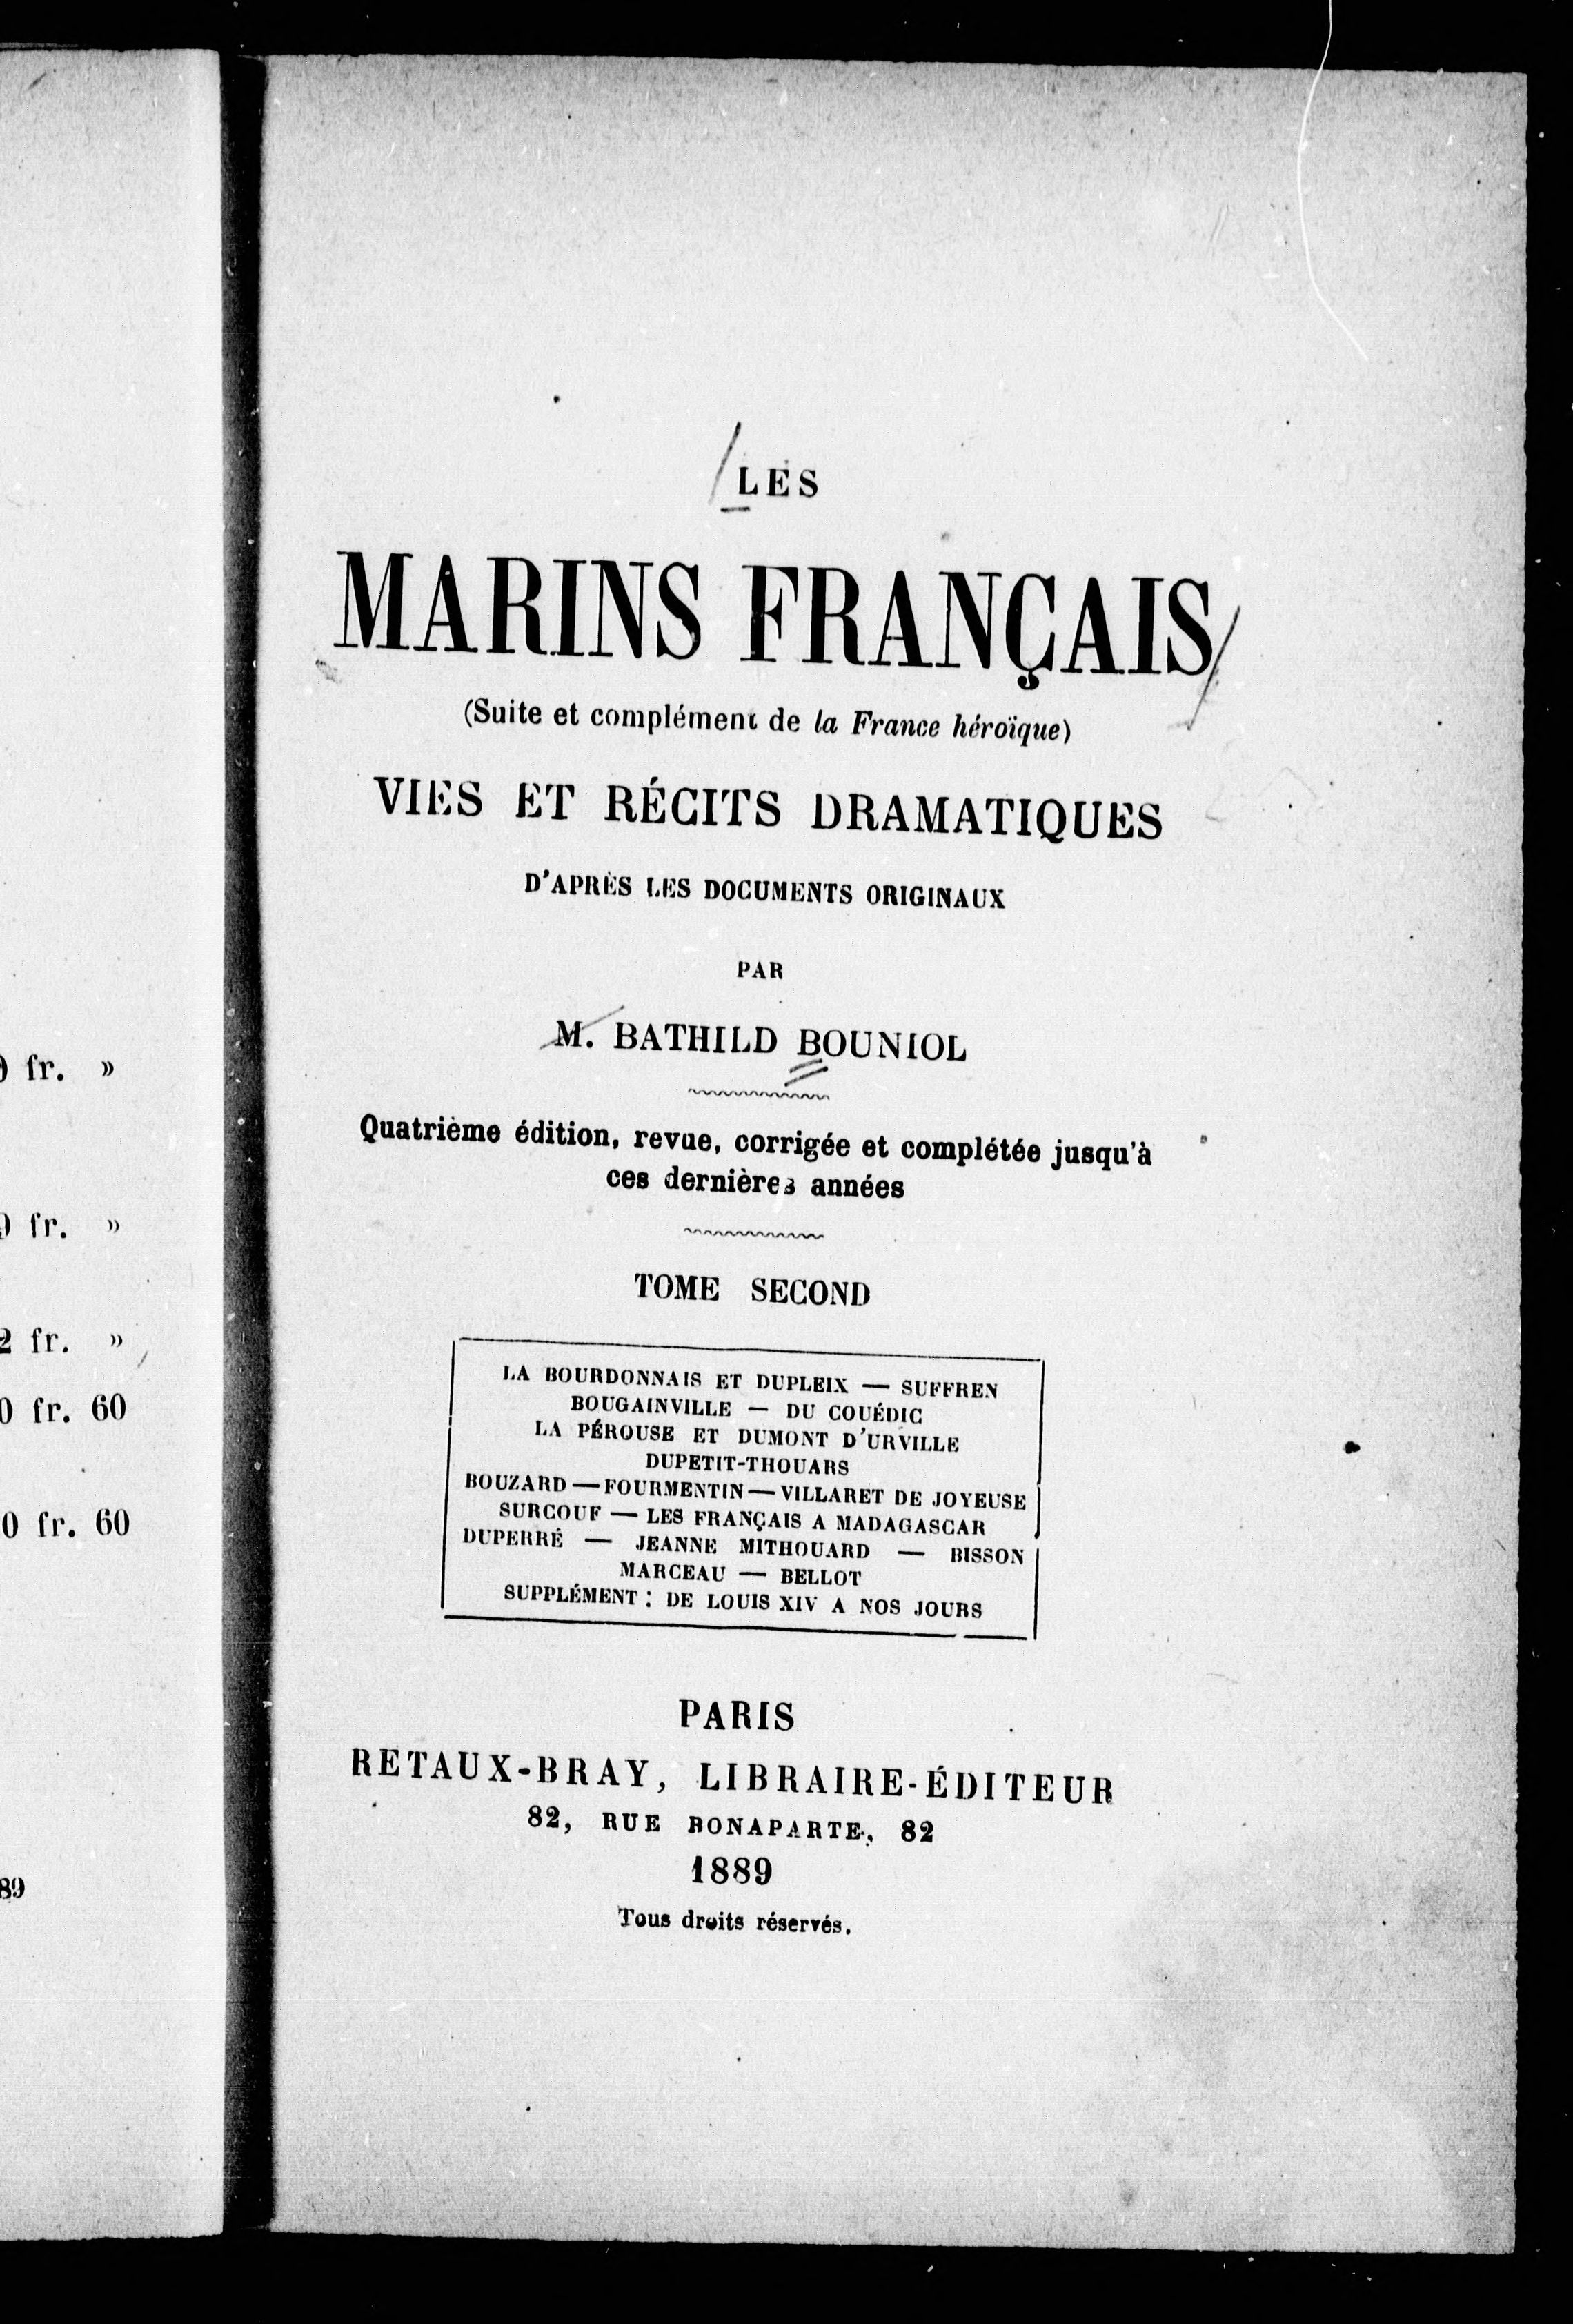 fr. »
fr. »
2 fr. »
0 fr. 60
0 fr. 60
89
LES
MARINS FRANÇAIS
(Suite et complément de la France héroïque)
VIES ET RÉCITS DRAMATIQUES
D'APRÈS LES DOCUMENTS ORIGINAUX
PAR
M. BATHILD BOUNIOL
Quatrième édition, revue, corrigée et complétée jusqu'à
ces dernières années
TOME SECOND
LA BOURDONNAIS ET DUPLEIX — SUFFREN
BOUGAINVILLE — DU COUÉDIC
LA PÉROUSE ET DUMONT D'URVILLE
DUPETIT-THOUARS
BOUZARD — FOURMENTIN — VILLARET DE JOYEUSE
SURCOUF — LES FRANÇAIS A MADAGASCAR
DUPERRÉ — JEANNE MITHOUARD — BISSON
MARCEAU — BELLOT
SUPPLÉMENT : DE LOUIS XIV A NOS JOURS
PARIS
RETAUX-BRAY, LIBRAIRE-ÉDITEUR
82, RUE BONAPARTE, 82
1889
Tous droits réservés.